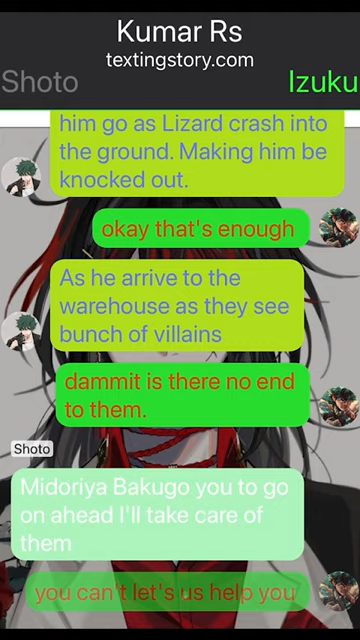 Kumar Rs
textingstory.com
Shoto
Izuku
him go as Lizard crash into
the ground. Making him be
knocked out.
okay that's enough
As he arrive to the
warehouse as they see
bunch of villains
dammit is there no end
to them.
Shoto
Midoriya Bakugo you to go
on ahead I'll take care of
them
you can't let's us help you